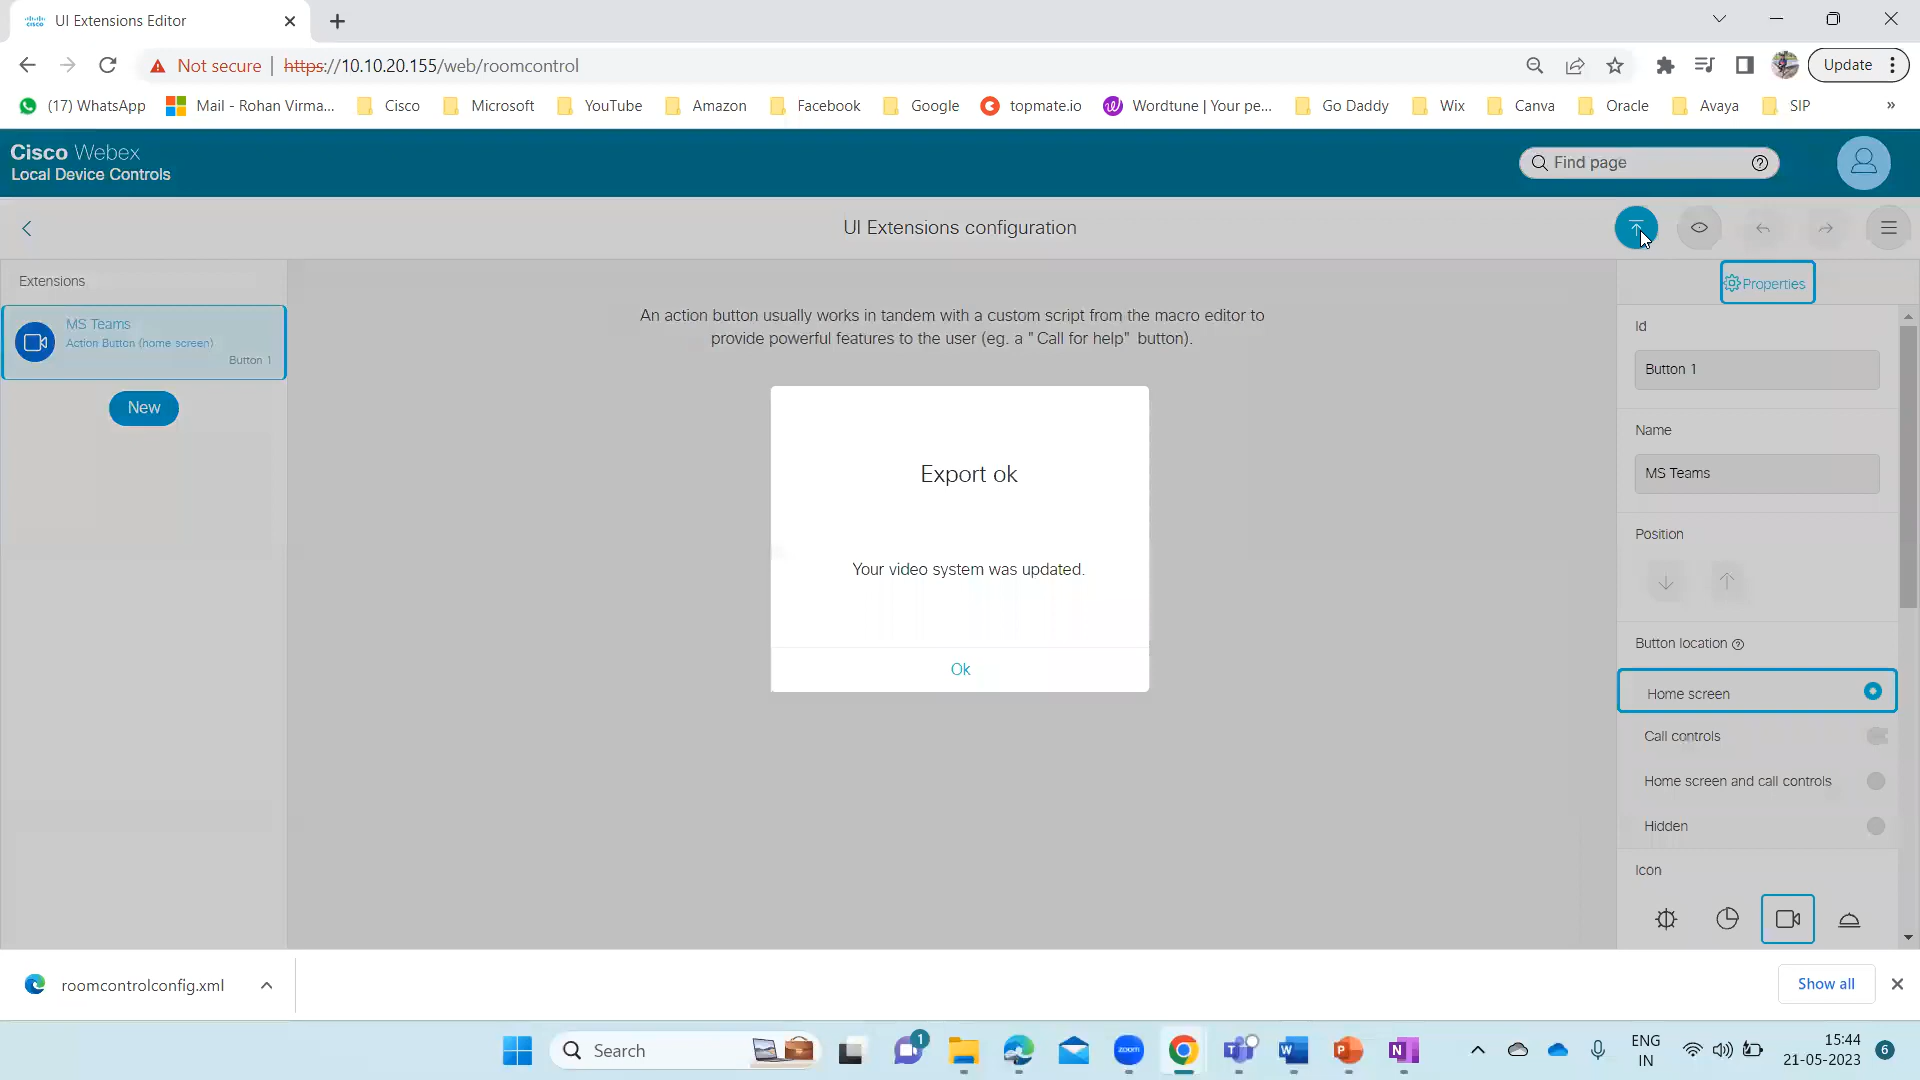 UI Extensions Editor
Not secure
https://10.10.20.155/web/roomcontrol
Update
(17) WhatsApp
Mail - Rohan Virma...
Cisco
Microsoft
YouTube
Amazon
Facebook
Google
topmate.io
Wordtune | Your pe...
Go Daddy
Wix
Canva
Oracle
Avaya
SIP
»
Cisco Webex
Local Device Controls
Find page
UI Extensions configuration
Extensions
MS Teams
Action Button (home screen)
Button 1
New
An action button usually works in tandem with a custom script from the macro editor to
provide powerful features to the user (eg. a "Call for help" button).
Export ok
Your video system was updated.
Ok
Properties
Id
Button 1
Name
MS Teams
Position
Button location
Home screen
Call controls
Home screen and call controls
Hidden
Icon
roomcontrolconfig.xml
Show all
Search
1
zoom
ENG
IN
15:44
21-05-2023
6